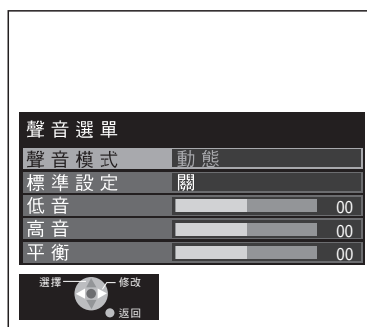 聲音選單
聲音模式 動態
標準設定 關
低音 00
高音 00
平衡 00
選擇 修改
返回